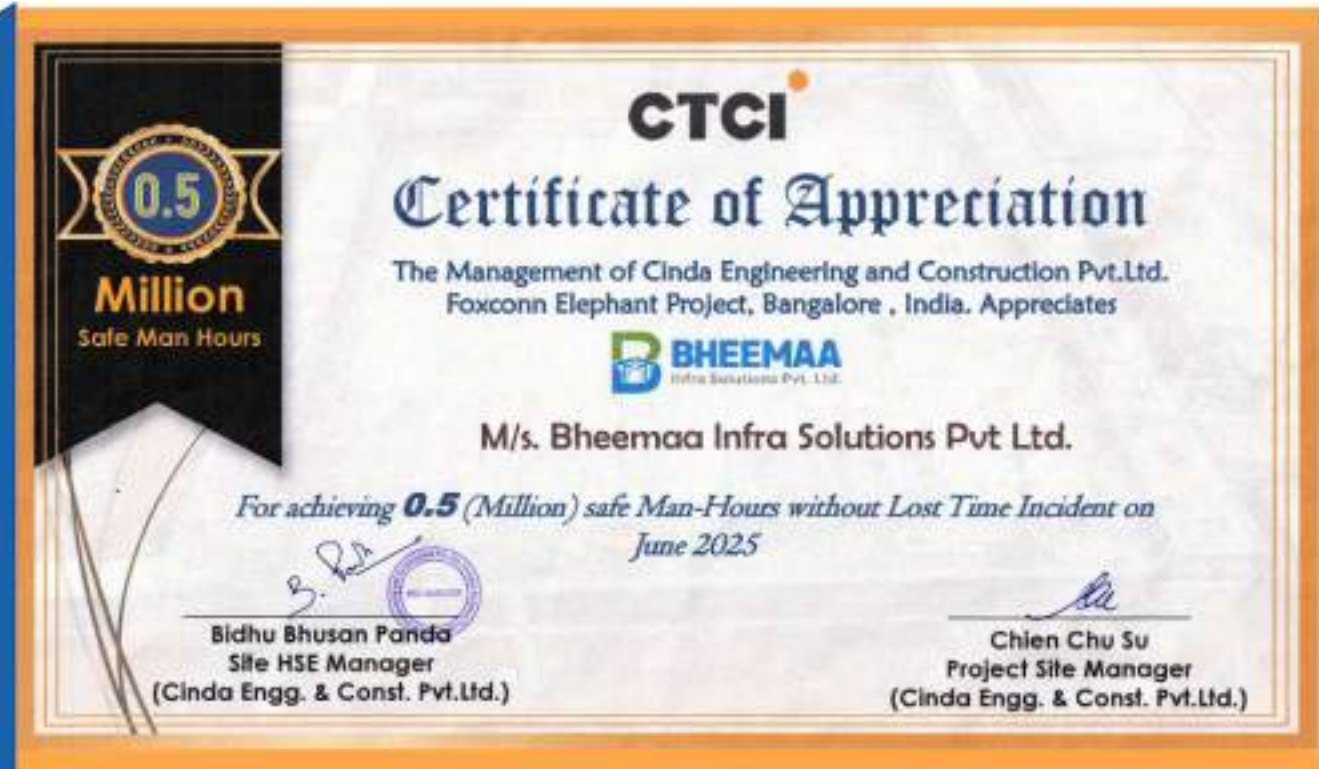 0.5
Million
Safe Man Hours
CTCI
Certificate of Appreciation
The Management of Cinda Engineering and Construction Pvt.Ltd.
Foxconn Elephant Project, Bangalore , India. Appreciates
BHEEMAA
Infra Solutions Pvt. Ltd.
M/s. Bheemaa Infra Solutions Pvt Ltd.
For achieving 0.5 (Million) safe Man-Hours without Lost Time Incident on
June 2025
Bidhu Bhusan Panda
Site HSE Manager
(Cinda Engg. & Const. Pvt.Ltd.)
Chien Chu Su
Project Site Manager
(Cinda Engg. & Const. Pvt.Ltd.)